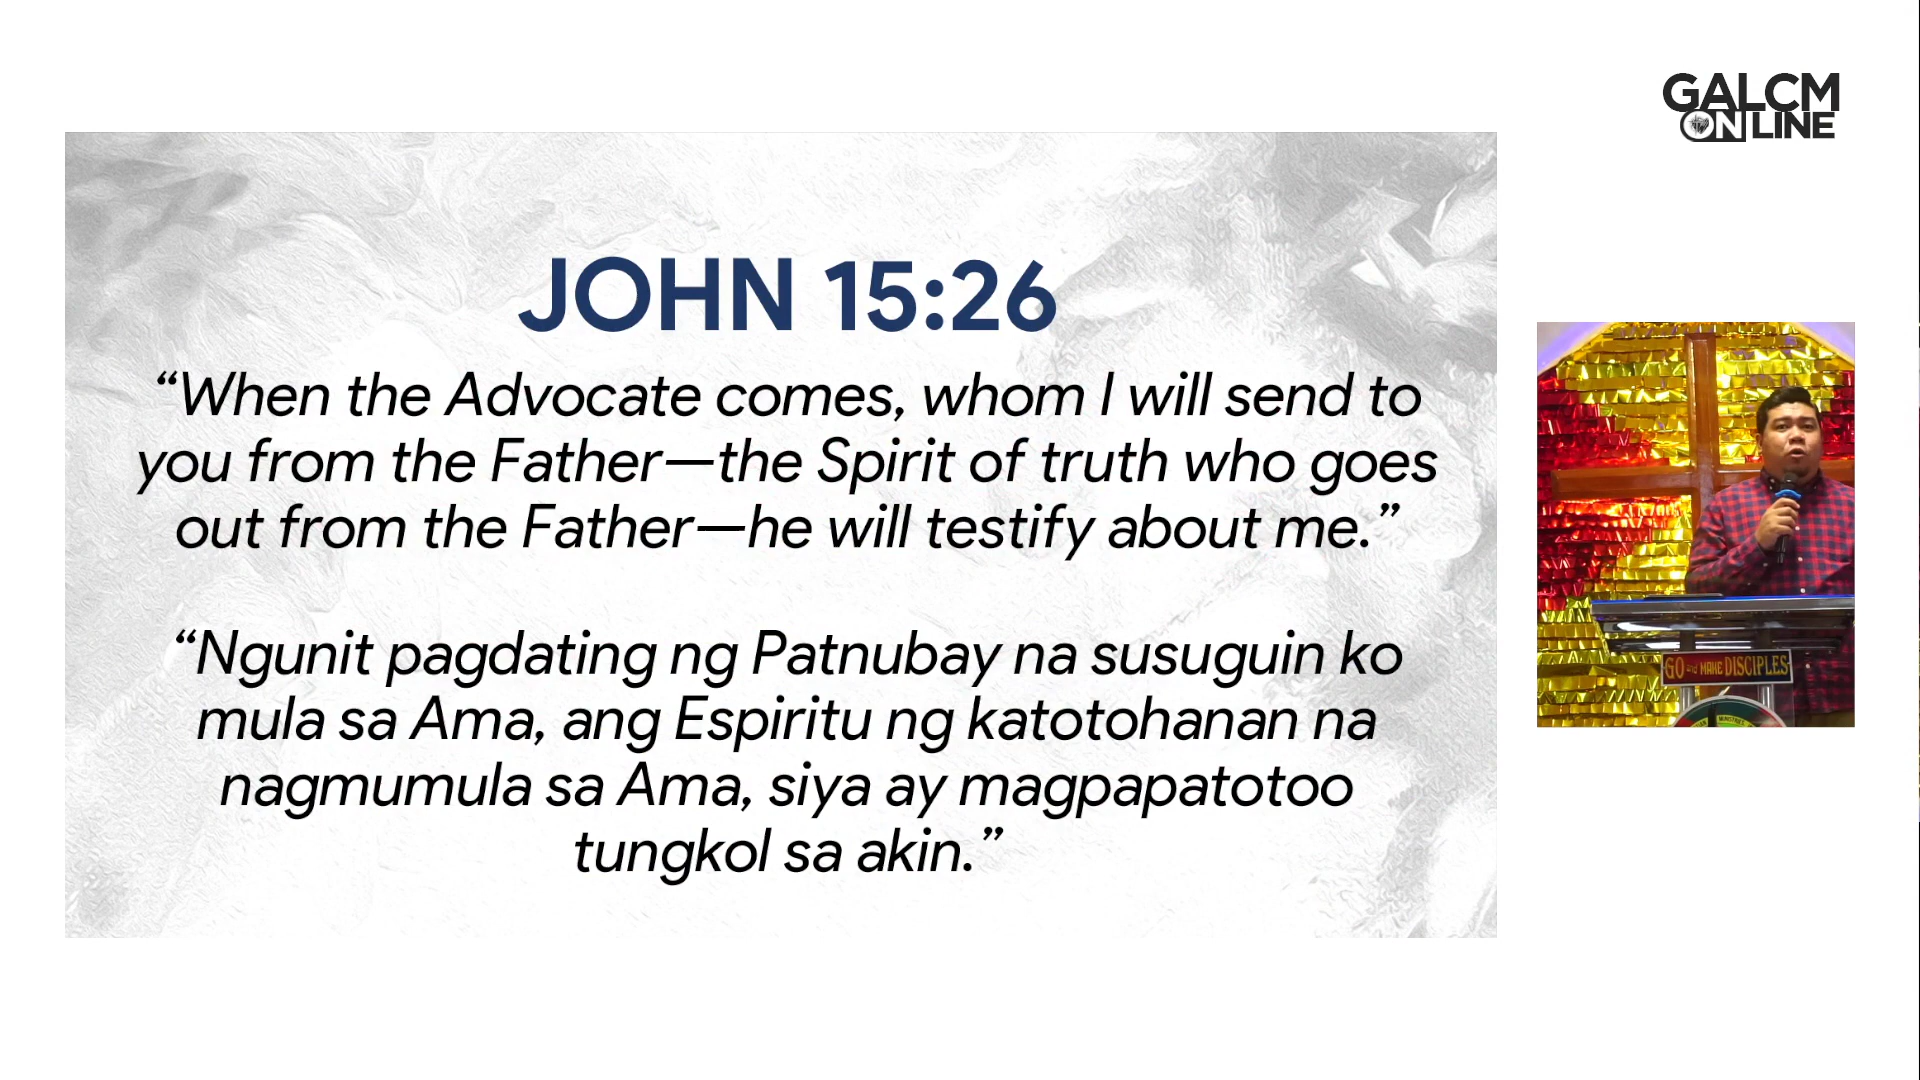 GALCM
ONLINE
JOHN 15:26
“When the Advocate comes, whom I will send to
you from the Father—the Spirit of truth who goes
out from the Father—he will testify about me.”
“Ngunit pagdating ng Patnubay na susuguin ko
mula sa Ama, ang Espiritu ng katotohanan na
nagmumula sa Ama, siya ay magpapatotoo
tungkol sa akin.”
GO and MAKE DISCIPLES